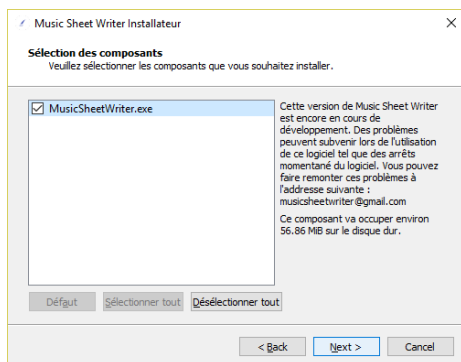 Music Sheet Writer Installateur
Sélection des composants
Veuillez sélectionner les composants que vous souhaitez installer.
MusicSheetWriter.exe
Cette version de Music Sheet Writer
est encore en cours de
développement. Des problèmes
peuvent subvenir lors de l'utilisation
de ce logiciel tel que des arrêts
momentané du logiciel. Vous pouvez
faire remonter ces problèmes à
l'addresse suivante :
musicsheetwriter@gmail.com
Ce composant va occuper environ
56.86 MiB sur le disque dur.
Défaut
Sélectionner tout
Désélectionner tout
< Back
Next >
Cancel